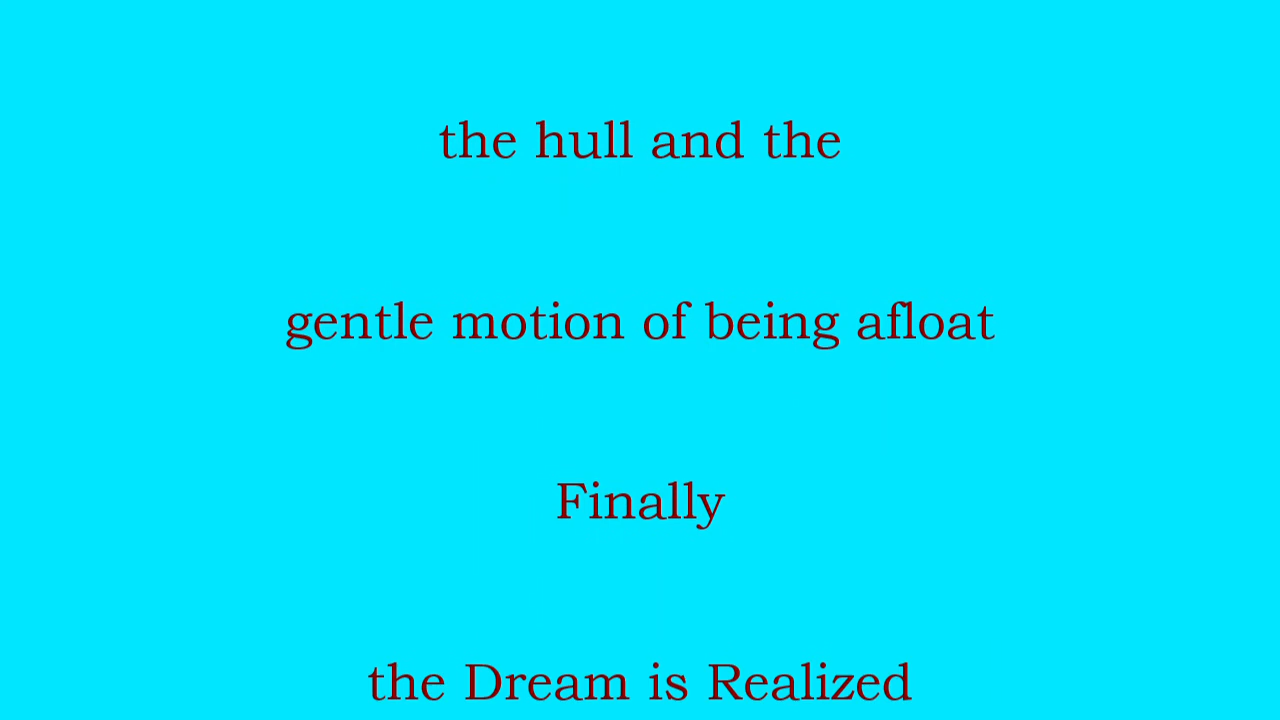 the hull and the
gentle motion of being afloat
Finally
the Dream is Realized